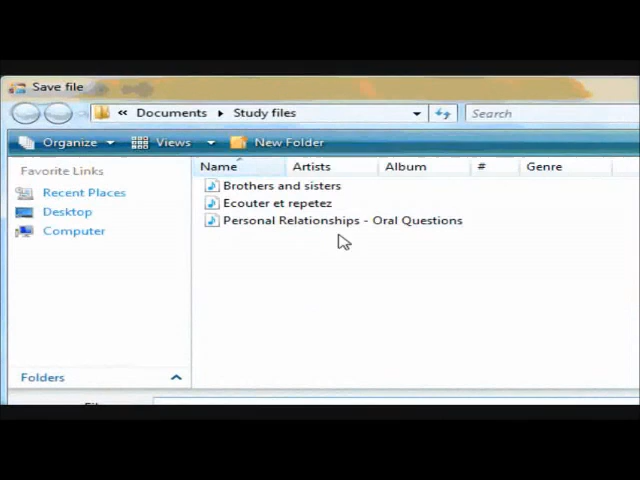 Save file
« Documents Study files Search
Organize Views New Folder
Favorite Links
Recent Places
Desktop
Computer
Folders
Name Artists Album # Genre
Brothers and sisters
Ecouter et repetez
Personal Relationships - Oral Questions